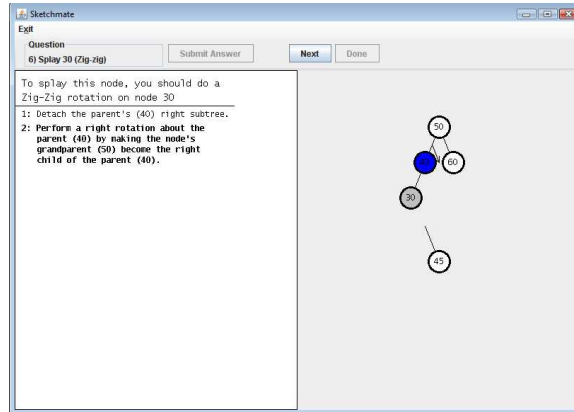 Sketchmate
Exit
Question
6) Splay 30 (Zig-zig)
Submit Answer
Next
Done
To splay this node, you should do a
Zig-Zig rotation on node 30
1: Detach the parent's (40) right subtree.
2: Perform a right rotation about the
parent (40) by making the node's
grandparent (50) become the right
child of the parent (40).
50
40
60
30
45